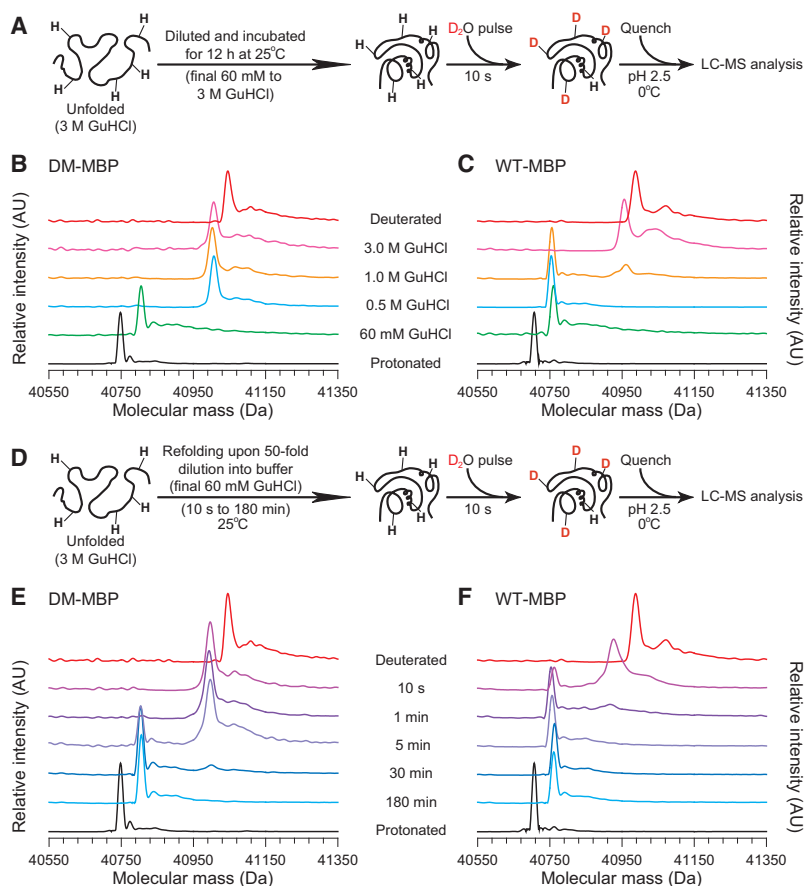 A
H
H
H
H
Unfolded
(3 M GuHCl)
Diluted and incubated
for 12 h at 25°C
(final 60 mM to
3 M GuHCl)
H
H
H
H
D2O pulse
10 s
D
D
D
H
Quench
pH 2.5
0°C
LC-MS analysis
B DM-MBP
C WT-MBP
Relative intensity (AU)
Relative intensity (AU)
Deuterated
3.0 M GuHCl
1.0 M GuHCl
0.5 M GuHCl
60 mM GuHCl
Protonated
40550 40750 40950 41150 41350
Molecular mass (Da)
40550 40750 40950 41150 41350
Molecular mass (Da)
D
H
H
H
H
Unfolded
(3 M GuHCl)
Refolding upon 50-fold
dilution into buffer
(final 60 mM GuHCl)
(10 s to 180 min)
25°C
H
H
H
H
D2O pulse
10 s
D
D
D
H
Quench
pH 2.5
0°C
LC-MS analysis
E DM-MBP
F WT-MBP
Relative intensity (AU)
Relative intensity (AU)
Deuterated
10 s
1 min
5 min
30 min
180 min
Protonated
40550 40750 40950 41150 41350
Molecular mass (Da)
40550 40750 40950 41150 41350
Molecular mass (Da)